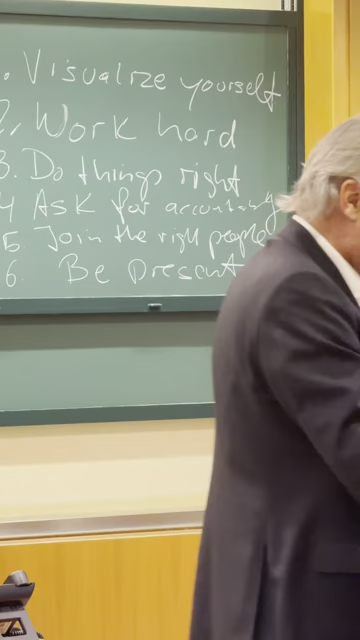 . Visualize yourself
2, Work hard
3. Do things right
4 Ask for accountability
5 Join the right people
6. Be Present